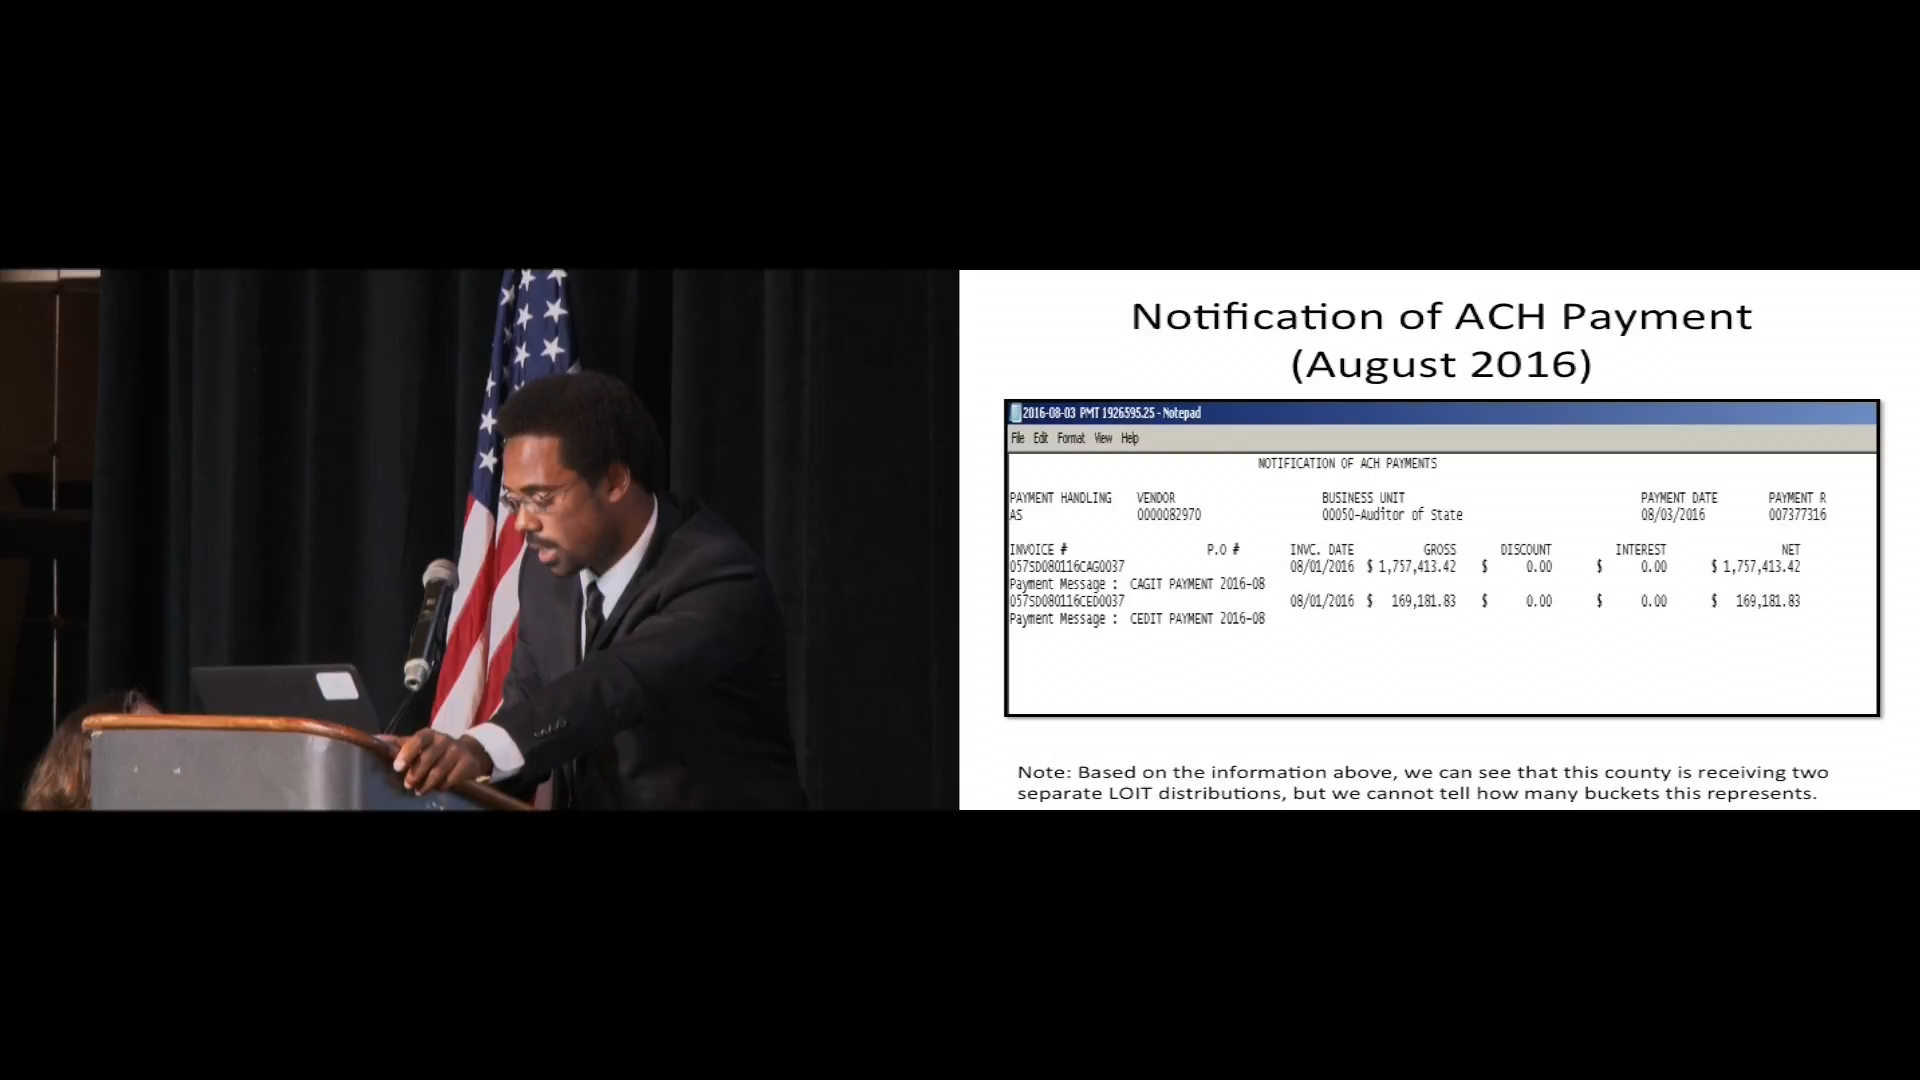 Notification of ACH Payment
(August 2016)
2016-08-03 PMT 1926595.25 - Notepad
File Edit Format View Help
NOTIFICATION OF ACH PAYMENTS
PAYMENT HANDLING VENDOR BUSINESS UNIT PAYMENT DATE PAYMENT R
AS 0000082970 00050-Auditor of State 08/03/2016 007377316
INVOICE # P.O # INVC. DATE GROSS DISCOUNT INTEREST NET
057SD080116CAG0037 08/01/2016 $ 1,757,413.42 $ 0.00 $ 0.00 $ 1,757,413.42
Payment Message : CAGIT PAYMENT 2016-08
057SD080116CED0037 08/01/2016 $ 169,181.83 $ 0.00 $ 0.00 $ 169,181.83
Payment Message : CEDIT PAYMENT 2016-08
Note: Based on the information above, we can see that this county is receiving two
separate LOIT distributions, but we cannot tell how many buckets this represents.